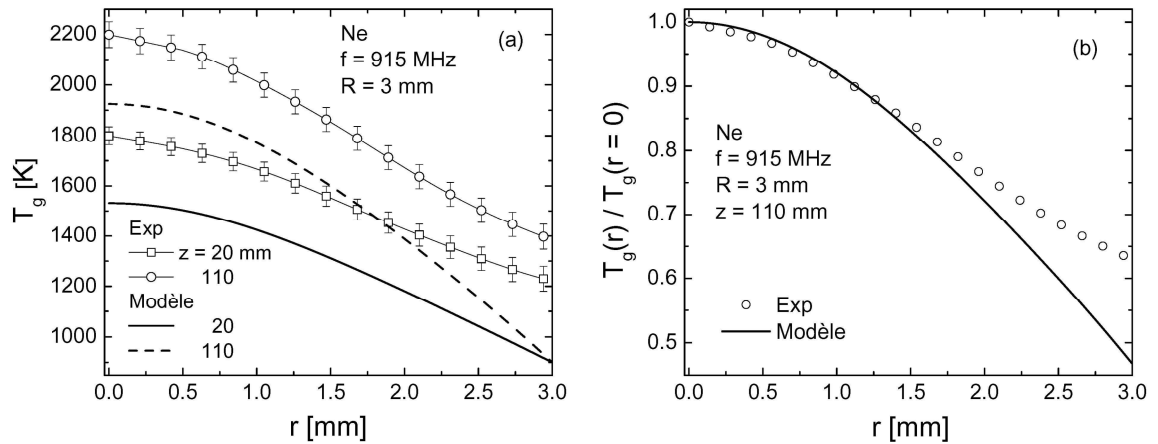 (a)
Ne
f = 915 MHz
R = 3 mm
2200
2000
1800
1600
1400
1200
1000
T_g [K]
Exp
z = 20 mm
110
Modèle
20
110
0.0 0.5 1.0 1.5 2.0 2.5 3.0
r [mm]
(b)
1.0
0.9
0.8
0.7
0.6
0.5
T_g(r) / T_g(r = 0)
Ne
f = 915 MHz
R = 3 mm
z = 110 mm
Exp
Modèle
0.0 0.5 1.0 1.5 2.0 2.5 3.0
r [mm]